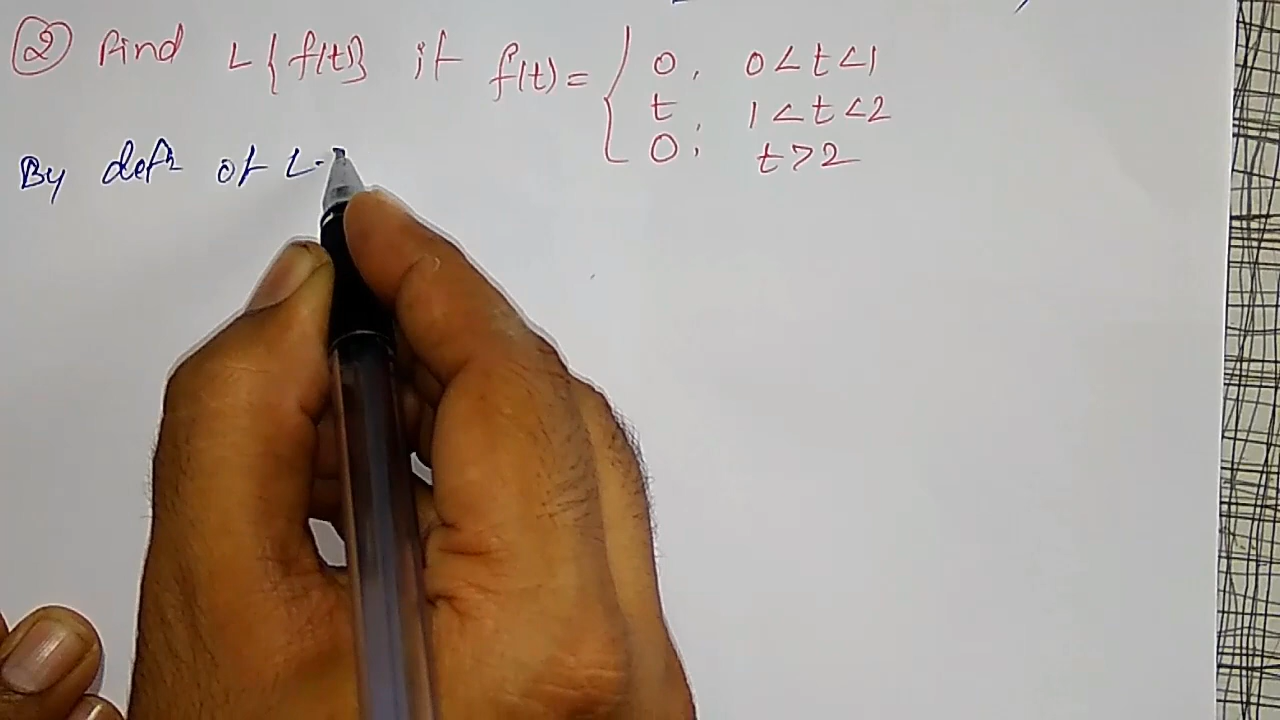 ② Find L{f(t)} if f(t) = { 0, 0<t<1
t; 1<t<2
0; t>2
By defn of L.